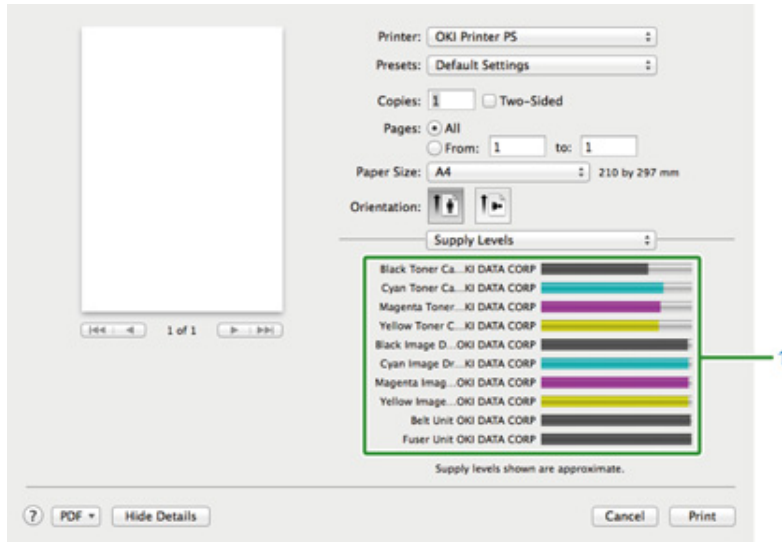 Printer: OKI Printer PS
Presets: Default Settings
Copies: 1 Two-Sided
Pages: All
From: 1 to: 1
Paper Size: A4 210 by 297 mm
Orientation:
Supply Levels
Black Toner Ca...KI DATA CORP
Cyan Toner Ca...KI DATA CORP
Magenta Toner...KI DATA CORP
Yellow Toner C...KI DATA CORP
Black Image D...OKI DATA CORP
Cyan Image Dr...KI DATA CORP
Magenta Imag...OKI DATA CORP
Yellow Image...OKI DATA CORP
Belt Unit OKI DATA CORP
Fuser Unit OKI DATA CORP
1 of 1
1
Supply levels shown are approximate.
? PDF Hide Details Cancel Print